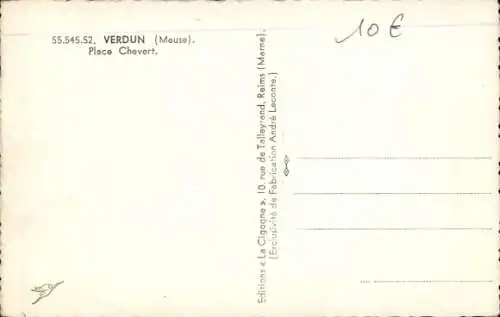 55.545.52. VERDUN (Meuse).
Place Chevert.
10 €
Editions « La Cigogne », 10, rue de Talleyrand, Reims (Marne).
(Exclusivité de Fabrication André Leconte.)